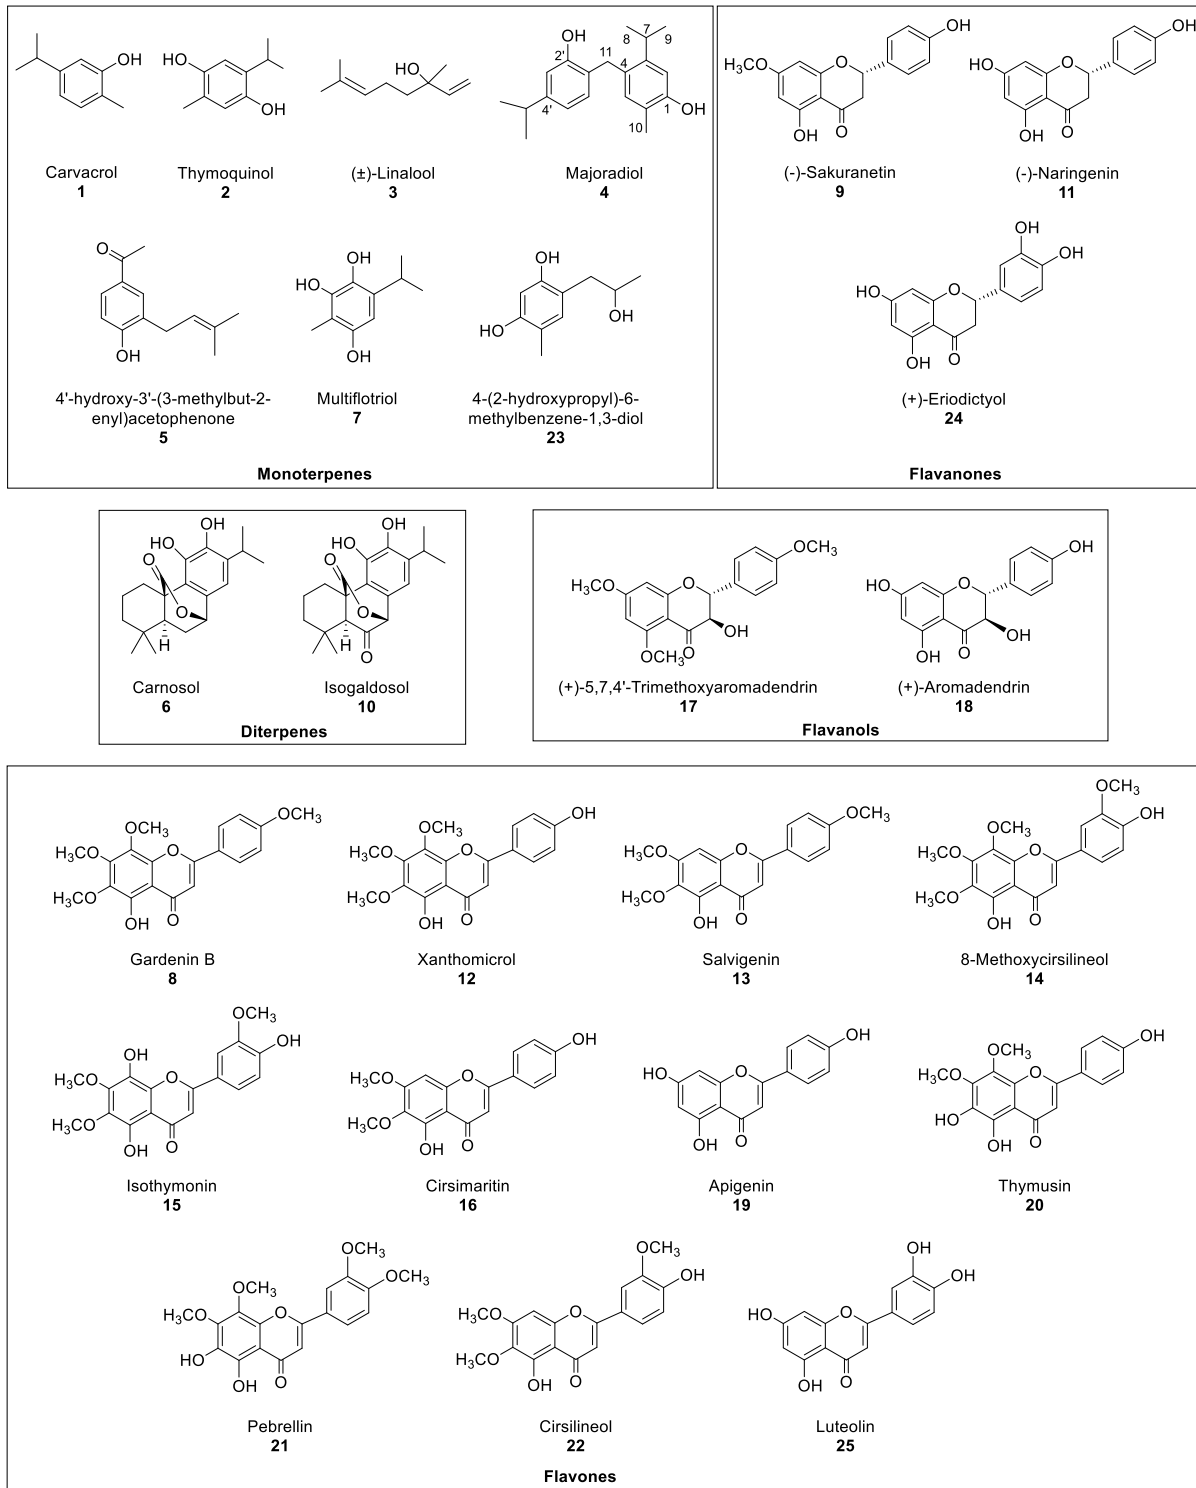 OH
Carvacrol
1
HO
OH
Thymoquinol
2
HO
(±)-Linalool
3
OH
2'
11
8
7
9
4
4'
1
OH
10
Majoradiol
4
O
OH
4'-hydroxy-3'-(3-methylbut-2-
enyl)acetophenone
5
OH
HO
OH
Multiflotriol
7
OH
HO
OH
4-(2-hydroxypropyl)-6-
methylbenzene-1,3-diol
23
Monoterpenes
OH
H₃CO
O
OH
O
(-)-Sakuranetin
9
OH
HO
O
OH
O
(-)-Naringenin
11
OH
OH
HO
O
OH
O
(+)-Eriodictyol
24
Flavanones
OH
HO
O
O
H
Carnosol
6
OH
HO
O
O
H
O
Isogaldosol
10
Diterpenes
OCH₃
OCH₃
O
OH
O
OCH₃
(+)-5,7,4'-Trimethoxyaromadendrin
17
OH
HO
O
OH
OH
O
(+)-Aromadendrin
18
Flavanols
OCH₃
OCH₃
H₃CO
O
H₃CO
OH
O
Gardenin B
8
OH
OCH₃
H₃CO
O
H₃CO
OH
O
Xanthomicrol
12
OCH₃
H₃CO
O
H₃CO
OH
O
Salvigenin
13
OCH₃
OH
OCH₃
H₃CO
O
H₃CO
OH
O
8-Methoxycirsilineol
14
OCH₃
OH
OH
H₃CO
O
H₃CO
OH
O
Isothymonin
15
OH
H₃CO
O
H₃CO
OH
O
Cirsimaritin
16
OH
HO
O
OH
O
Apigenin
19
OH
OCH₃
H₃CO
O
HO
OH
O
Thymusin
20
OCH₃
OCH₃
OCH₃
H₃CO
O
HO
OH
O
Pebrellin
21
OCH₃
OH
H₃CO
O
H₃CO
OH
O
Cirsilineol
22
OH
OH
HO
O
OH
O
Luteolin
25
Flavones